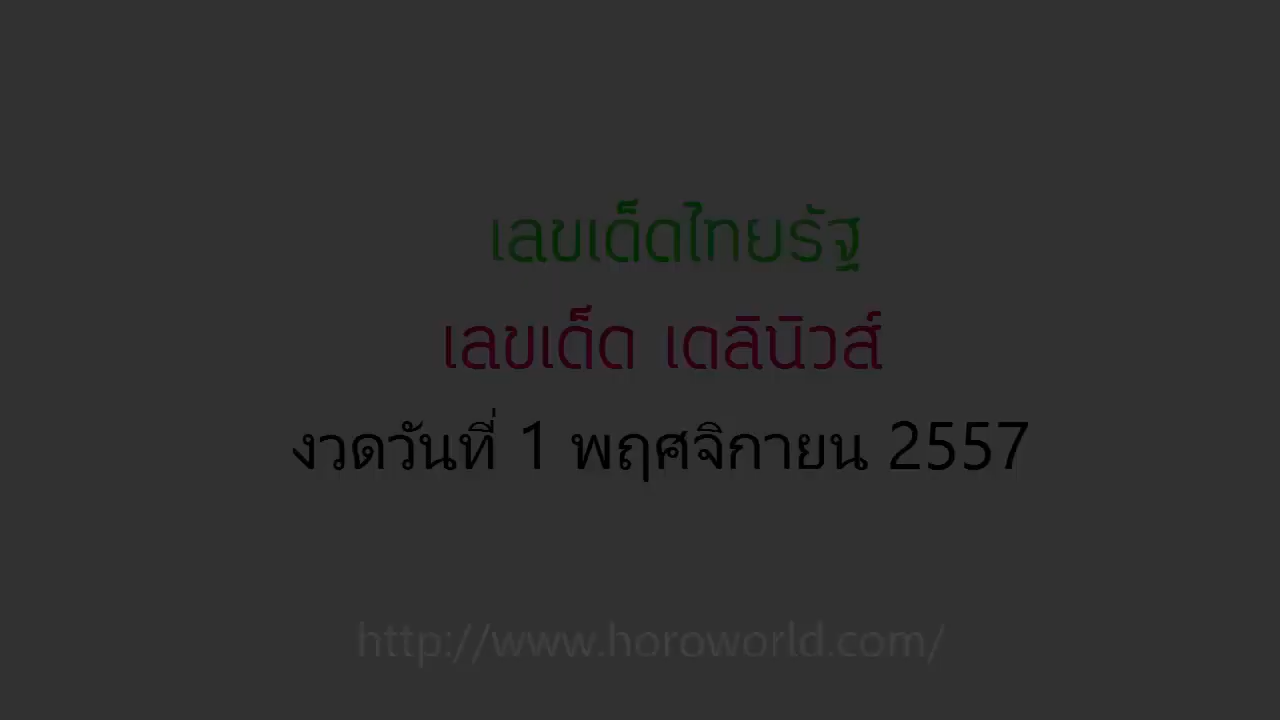 เลขเด็ดไทยรัฐ
เลขเด็ด เดลินิวส์
งวดวันที่ 1 พฤศจิกายน 2557
http://www.horoworld.com/